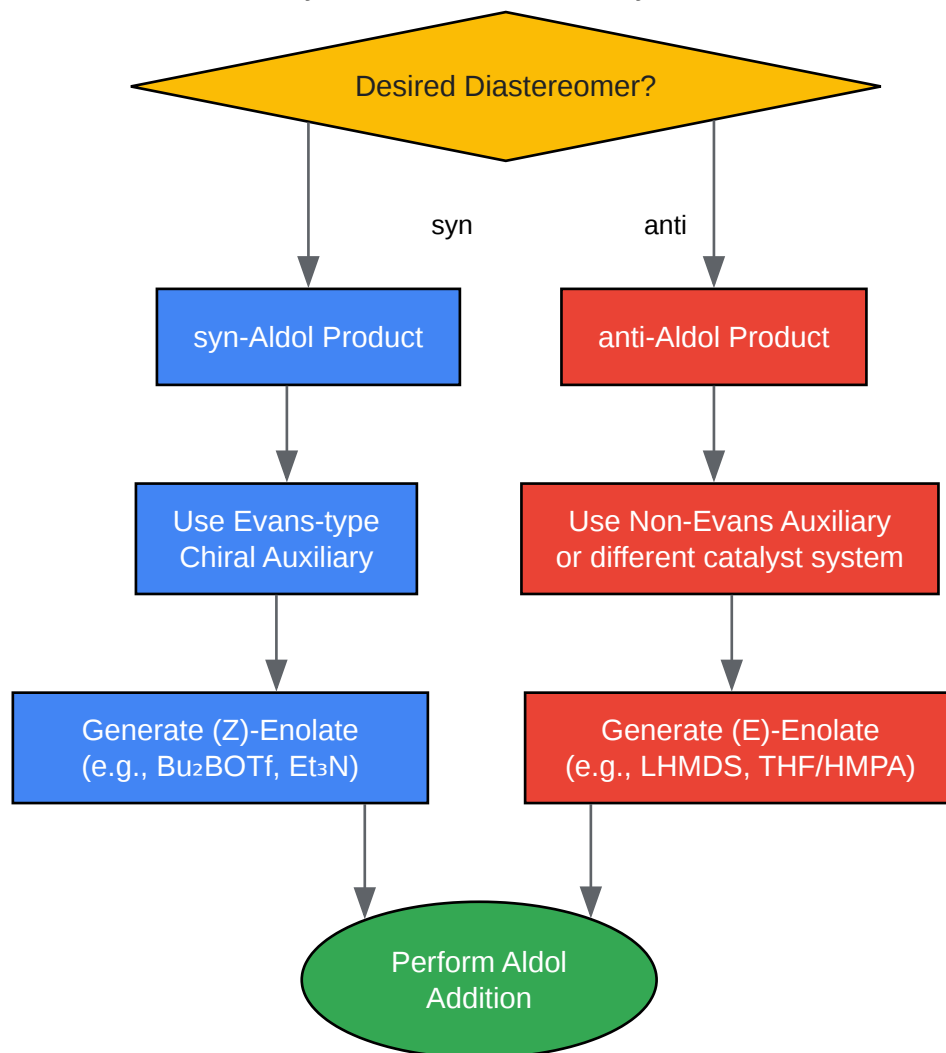 Desired Diastereomer?
syn
anti
syn-Aldol Product
anti-Aldol Product
Use Evans-type
Chiral Auxiliary
Use Non-Evans Auxiliary
or different catalyst system
Generate (Z)-Enolate
(e.g., Bu₂BOTf, Et₃N)
Generate (E)-Enolate
(e.g., LHMDS, THF/HMPA)
Perform Aldol
Addition